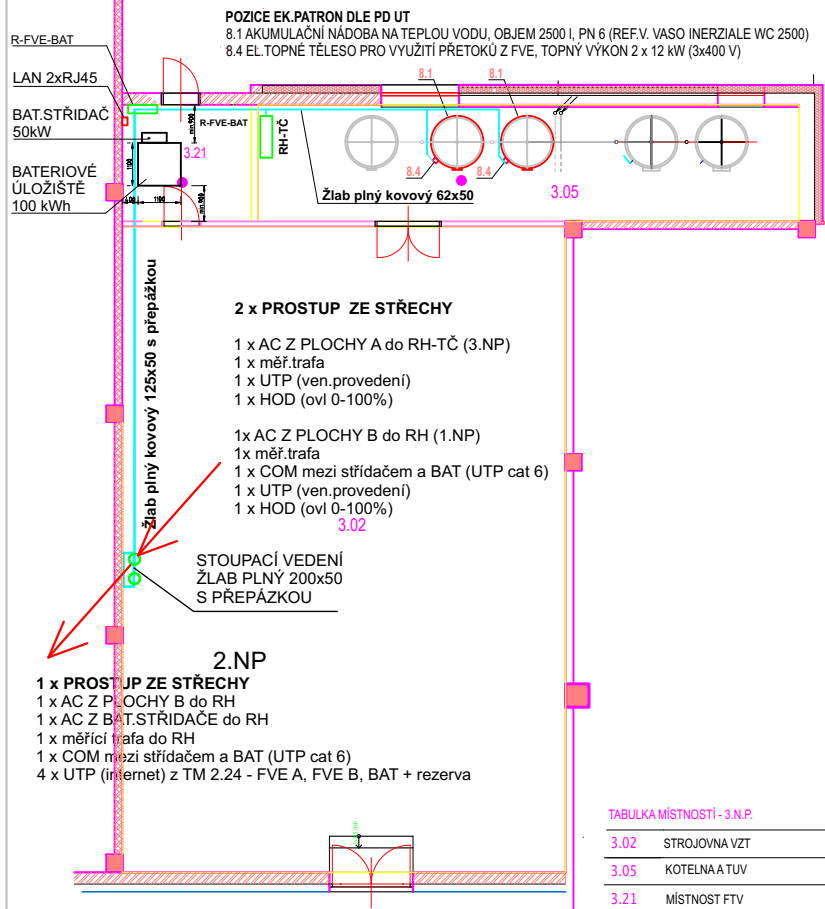 POZICE EK.PATRON DLE PD UT
8.1 AKUMULAČNÍ NÁDOBA NA TEPLOU VODU, OBJEM 2500 l, PN 6 (REF.V. VASO INERZIALE WC 2500)
8.4 EL.TOPNÉ TĚLESO PRO VYUŽITÍ PŘETOKŮ Z FVE, TOPNÝ VÝKON 2 x 12 kW (3x400 V)
R-FVE-BAT
LAN 2xRJ45
BAT.STŘIDAČ
50kW
BATERIOVÉ
ÚLOŽIŠTĚ
100 kWh
R-FVE-BAT
min.900
3.21
1100
400
1100
min.900
RH-TČ
8.1
8.1
8.4
8.4
Žlab plný kovový 62x50
3.05
Žlab plný kovový 125x50 s přepážkou
2 x PROSTUP ZE STŘECHY
1 x AC Z PLOCHY A do RH-TČ (3.NP)
1 x měř.trafa
1 x UTP (ven.provedení)
1 x HOD (ovl 0-100%)
1x AC Z PLOCHY B do RH (1.NP)
1x měř.trafa
1 x COM mezi střídačem a BAT (UTP cat 6)
1 x UTP (ven.provedení)
1 x HOD (ovl 0-100%)
3.02
STOUPACÍ VEDENÍ
ŽLAB PLNÝ 200x50
S PŘEPÁZKOU
2.NP
1 x PROSTUP ZE STŘECHY
1 x AC Z PLOCHY B do RH
1 x AC Z BAT.STŘIDAČE do RH
1 x měřící trafa do RH
1 x COM mezi střídačem a BAT (UTP cat 6)
4 x UTP (internet) z TM 2.24 - FVE A, FVE B, BAT + rezerva
TABULKA MÍSTNOSTÍ - 3.N.P.
3.02 STROJOVNA VZT
3.05 KOTELNA A TUV
3.21 MÍSTNOST FTV